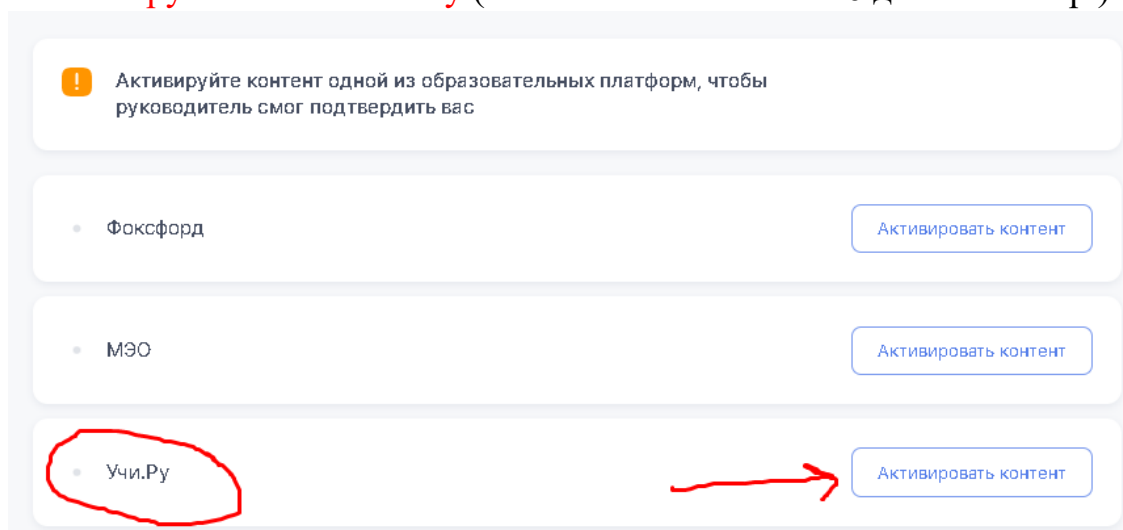 Активируйте контент одной из образовательных платформ, чтобы
руководитель смог подтвердить вас
Фоксфорд
Активировать контент
МЭО
Активировать контент
Учи.Ру
Активировать контент